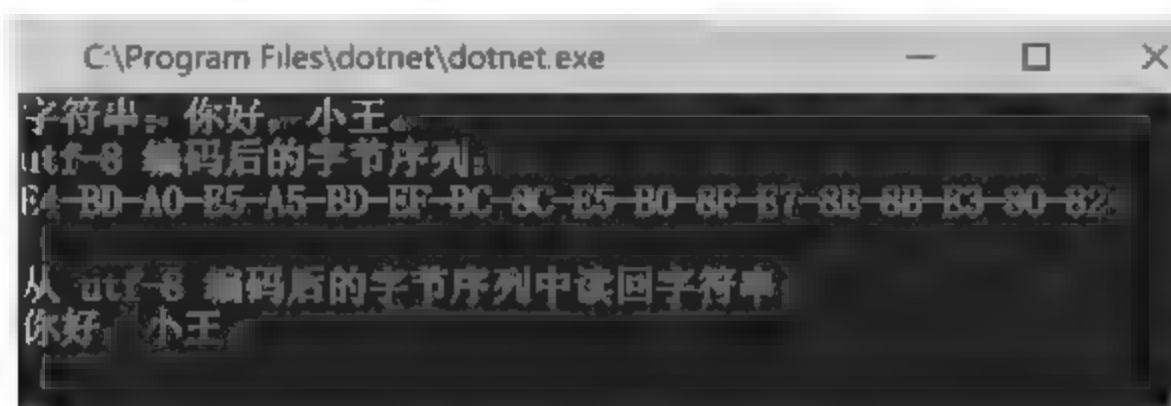 C:\Program Files\dotnet\dotnet.exe
字符串：你好，小王。
utf-8 编码后的字节序列：
E4-BD-A0-E5-A5-BD-EF-BC-8C-E5-B0-8F-E7-8E-8B-E3-80-82
从 utf-8 编码后的字节序列中读回字符串
你好 小王